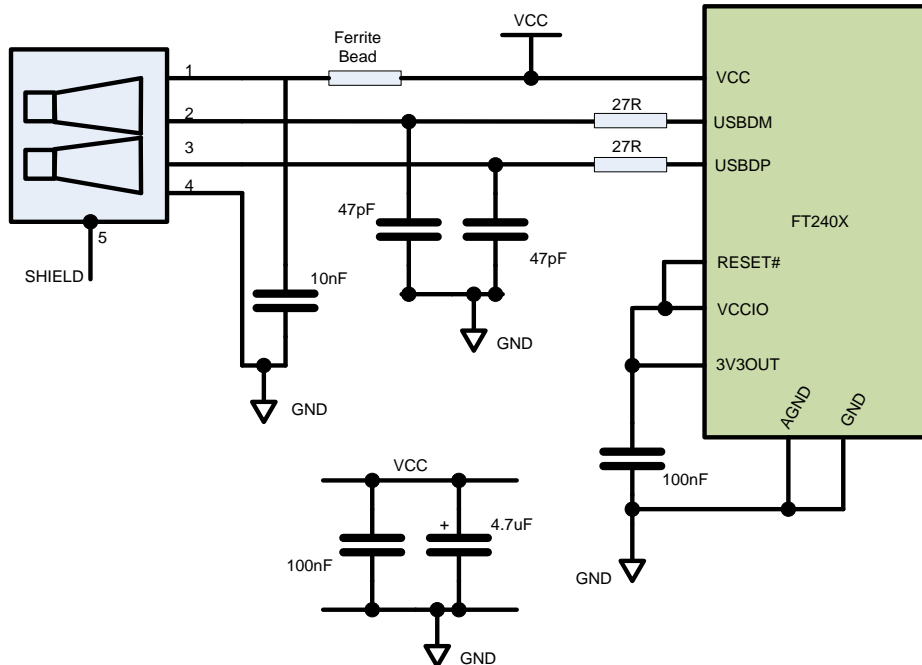 VCC
Ferrite
Bead
1
VCC
27R
2
USBDM
27R
3
USBDP
4
47pF
FT240X
5
47pF
RESET#
SHIELD
10nF
VCCIO
GND
3V3OUT
GND
AGND
GND
VCC
100nF
+
4.7uF
100nF
GND
GND